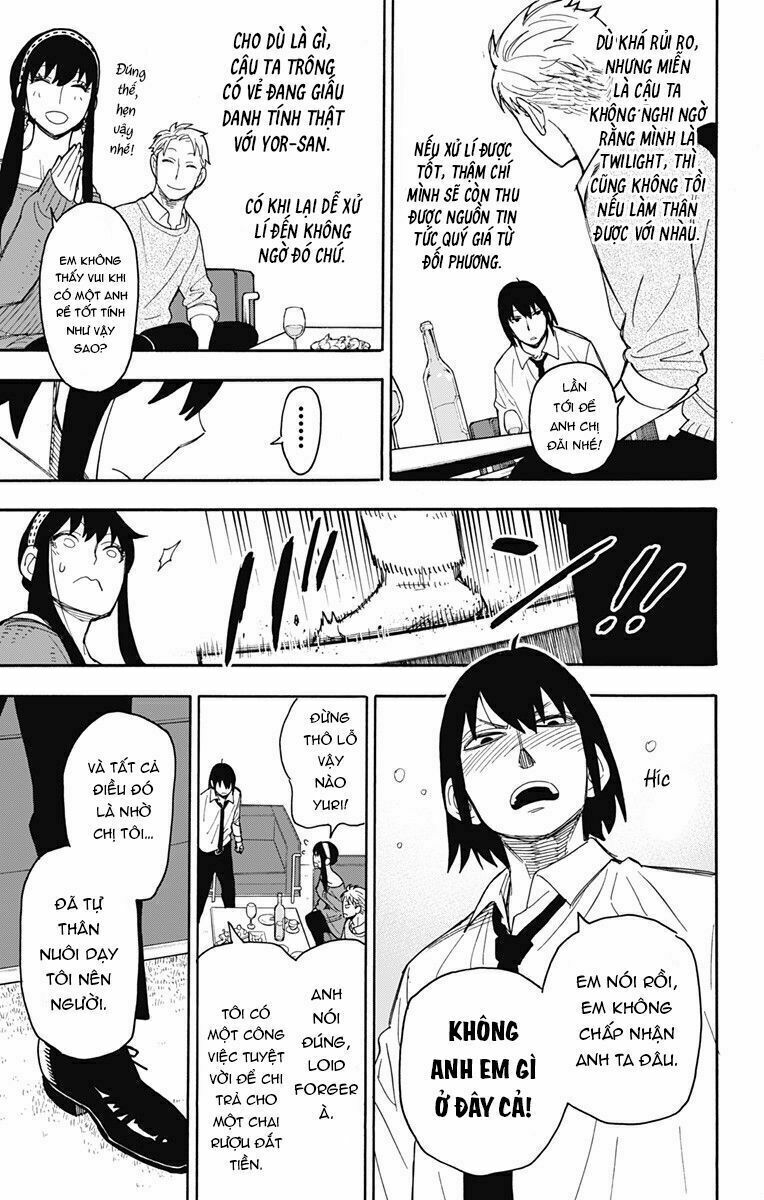 DÙ KHÁ RỦI RO,
NHƯNG MIỄN
LÀ CẬU TA
KHÔNG NGHI NGỜ
RẰNG MÌNH LÀ
TWILIGHT, THÌ
CŨNG KHÔNG TỒI
NẾU LÀM THÂN
ĐƯỢC VỚI NHAU.
NẾU XỬ LÍ ĐƯỢC
TỐT, THẬM CHÍ
MÌNH SẼ CÒN THU
ĐƯỢC NGUỒN TIN
TỨC QUÝ GIÁ TỪ
ĐỐI PHƯƠNG.
LẦN
TỚI ĐỂ
ANH CHỊ
ĐÃI NHÉ!
CHO DÙ LÀ GÌ,
CẬU TA TRÔNG
CÓ VẺ ĐANG GIẤU
DANH TÍNH THẬT
VỚI YOR-SAN.
CÓ KHI LẠI DỄ XỬ
LÍ ĐẾN KHÔNG
NGỜ ĐÓ CHỨ.
Đúng
thế,
hẹn
vậy
nhé!
EM KHÔNG
THẤY VUI KHI
CÓ MỘT ANH
RỂ TỐT TÍNH
NHƯ VẬY
SAO?
......
!!
Híc
EM NÓI RỒI,
EM KHÔNG
CHẤP NHẬN
ANH TA ĐÂU.
KHÔNG
ANH EM GÌ
Ở ĐÂY CẢ!
ĐỪNG
THÔ LỖ
VẬY
NÀO
YURI!
ANH
NÓI
ĐÚNG,
LOID
FORGER
À.
TÔI CÓ
MỘT CÔNG
VIỆC TUYỆT
VỜI ĐỂ CHI
TRẢ CHO
MỘT CHAI
RƯỢU ĐẮT
TIỀN.
VÀ TẤT CẢ
ĐIỀU ĐÓ
LÀ NHỜ
CHỊ TÔI...
ĐÃ TỰ
THÂN
NUÔI DẠY
TÔI NÊN
NGƯỜI.